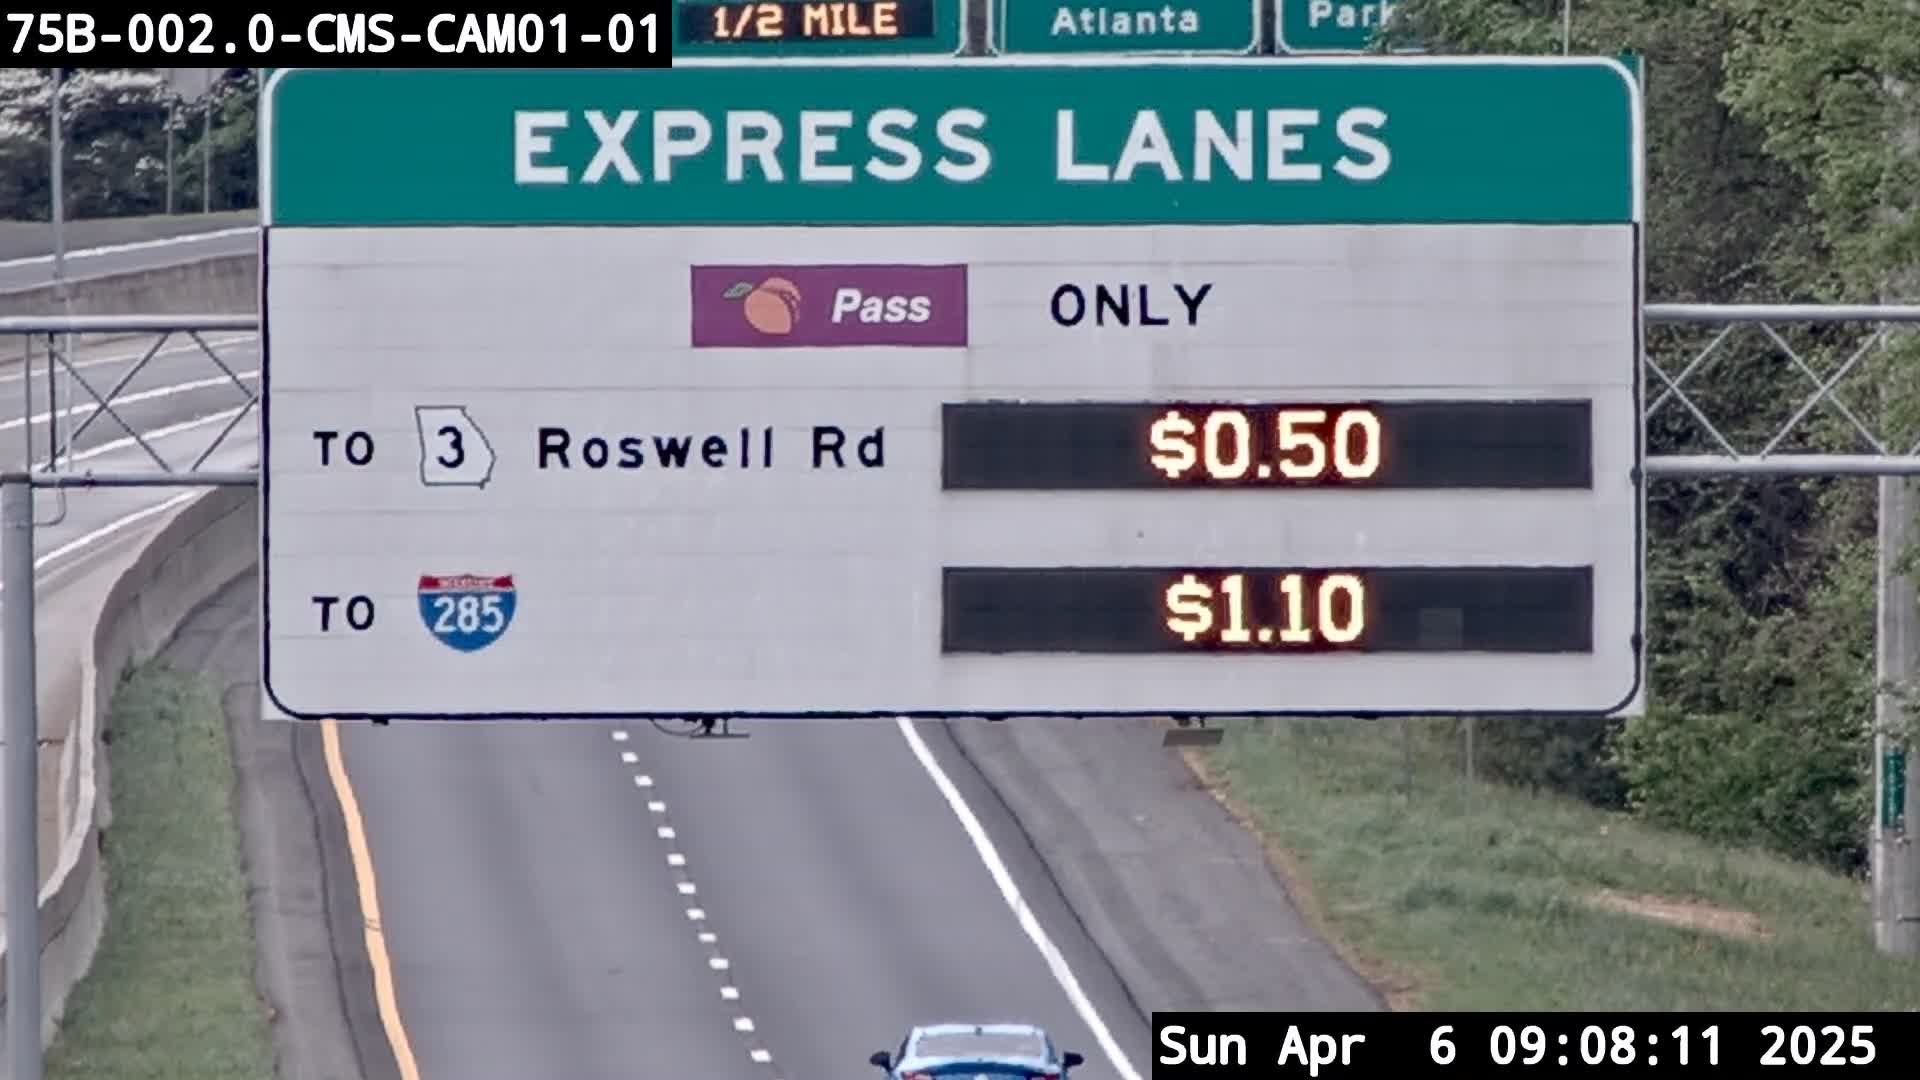 75B-002.0-CMS-CAM01-01
1/2 MILE
Atlanta
Park
EXPRESS LANES
Pass ONLY
TO 3 Roswell Rd $0.50
TO 285 $1.10
Sun Apr 6 09:08:11 2025